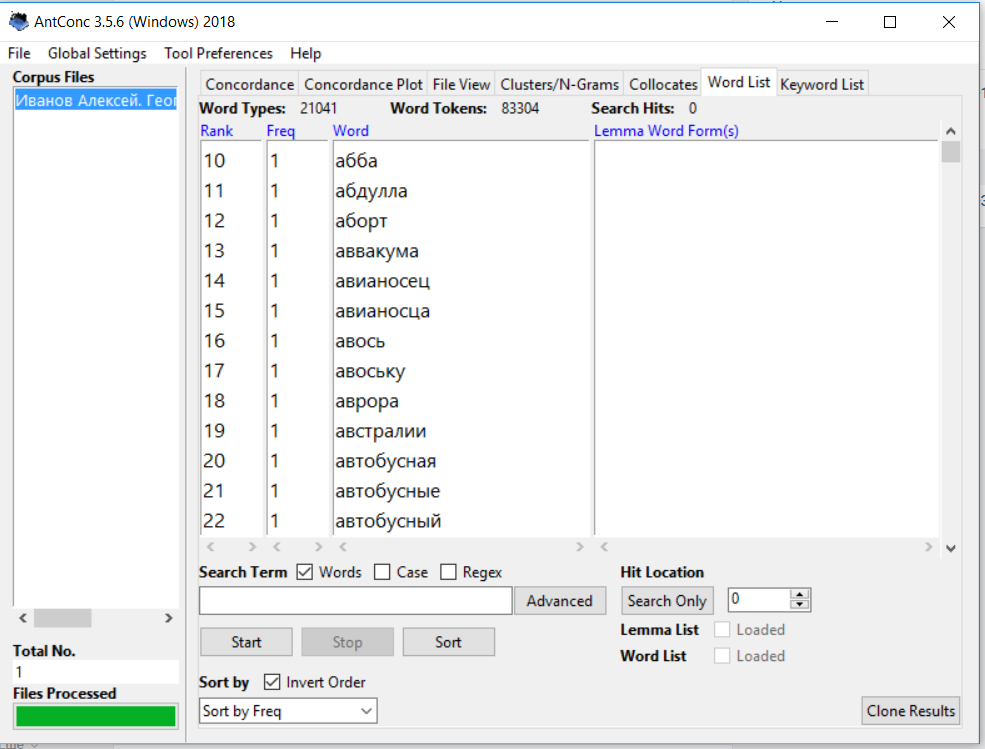 AntConc 3.5.6 (Windows) 2018
File Global Settings Tool Preferences Help
Corpus Files
Иванов Алексей. Геог
Concordance Concordance Plot File View Clusters/N-Grams Collocates Word List Keyword List
Word Types: 21041 Word Tokens: 83304 Search Hits: 0
Rank Freq Word Lemma Word Form(s)
10 1 абба
11 1 абдулла
12 1 аборт
13 1 аввакума
14 1 авианосец
15 1 авианосца
16 1 авось
17 1 авоську
18 1 аврора
19 1 австралии
20 1 автобусная
21 1 автобусные
22 1 автобусный
Search Term Words Case Regex Hit Location
Advanced Search Only 0
Start Stop Sort Lemma List Loaded
Word List Loaded
Total No.
1
Files Processed
Sort by Invert Order
Sort by Freq Clone Results